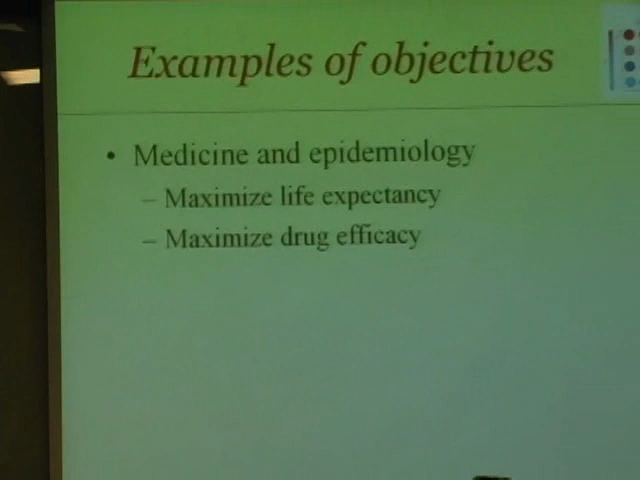 Examples of objectives
• Medicine and epidemiology
– Maximize life expectancy
– Maximize drug efficacy